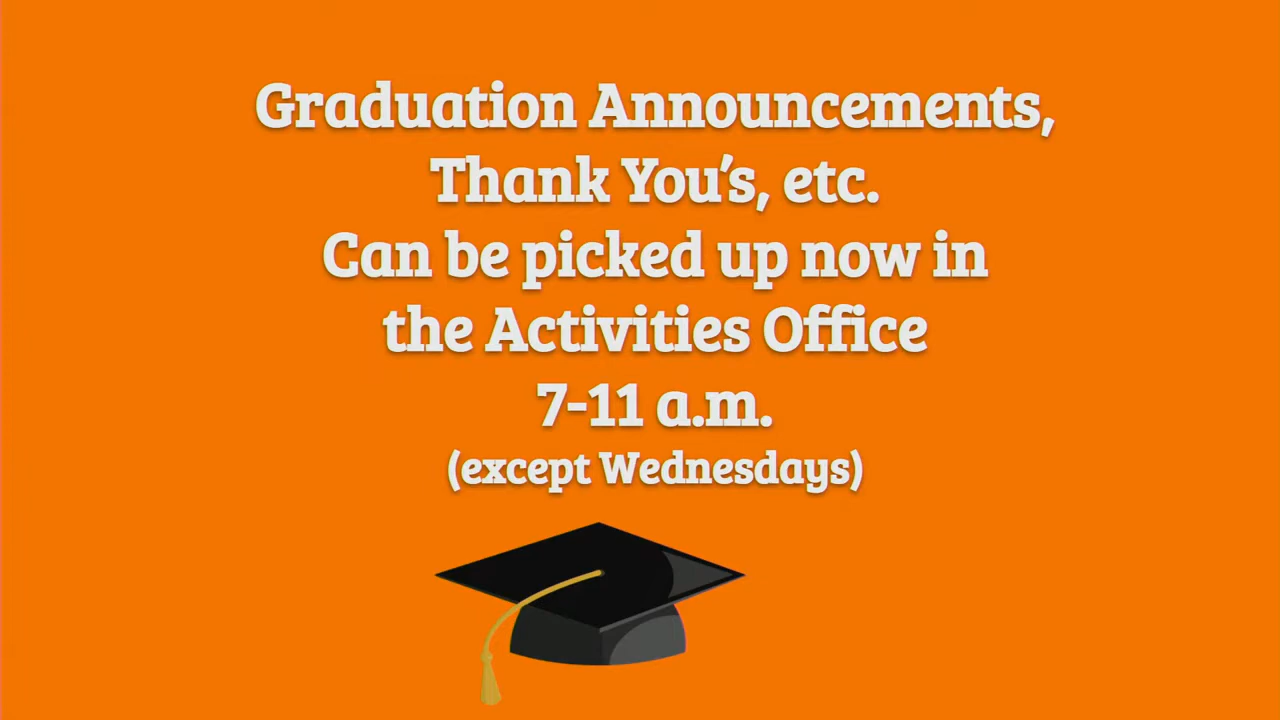 Graduation Announcements,
Thank You’s, etc.
Can be picked up now in
the Activities Office
7-11 a.m.
(except Wednesdays)